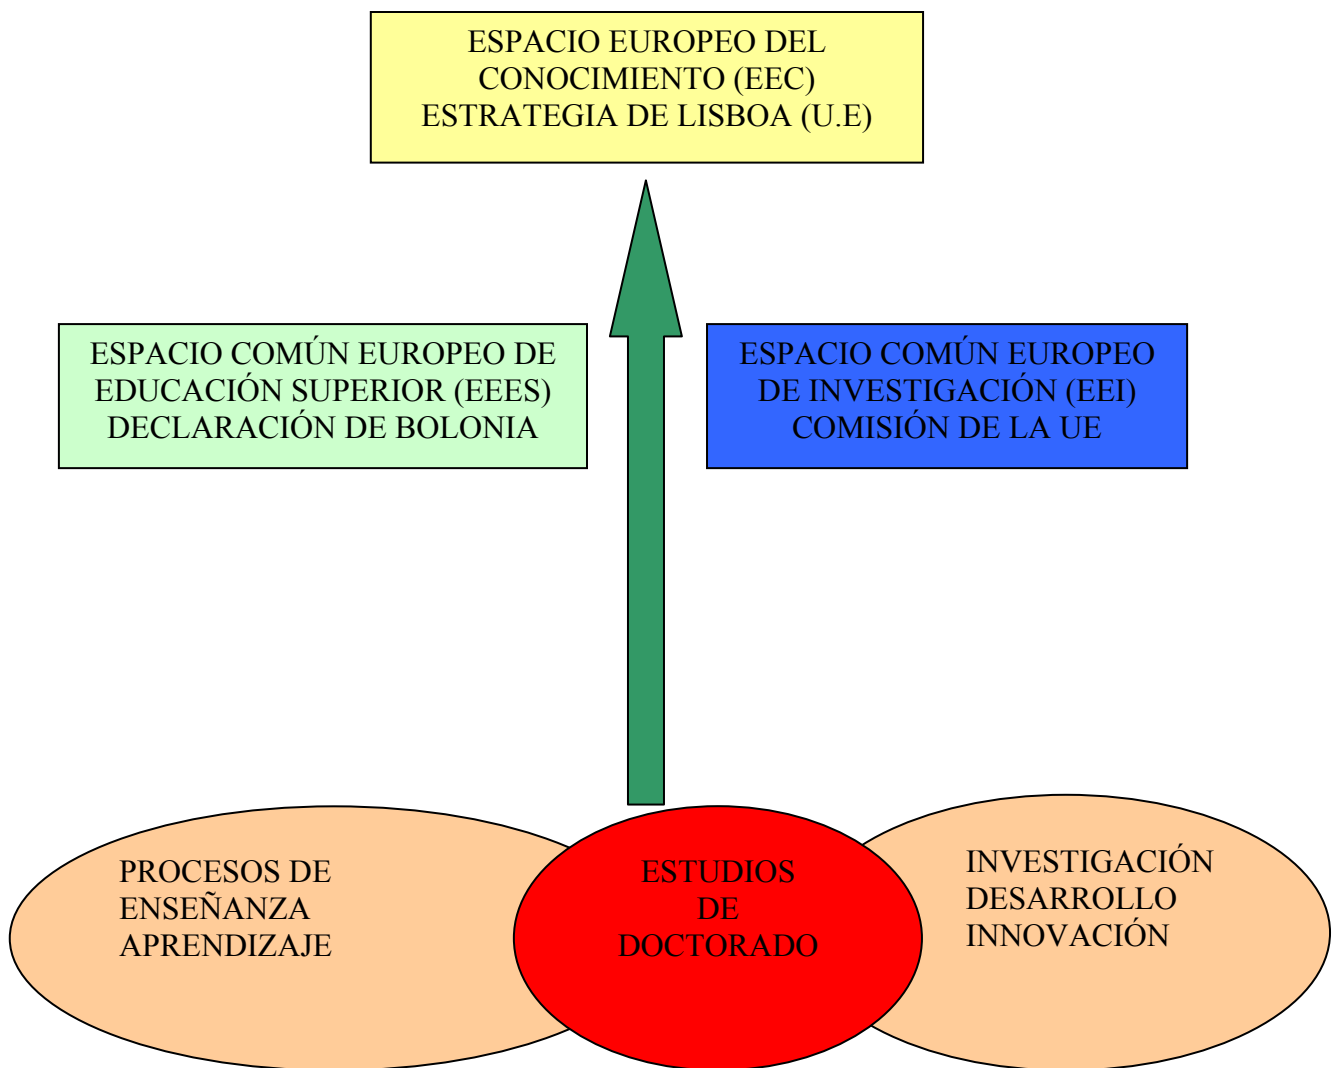 ESPACIO EUROPEO DEL
CONOCIMIENTO (EEC)
ESTRATEGIA DE LISBOA (U.E)
ESPACIO COMÚN EUROPEO DE
EDUCACIÓN SUPERIOR (EEES)
DECLARACIÓN DE BOLONIA
ESPACIO COMÚN EUROPEO
DE INVESTIGACIÓN (EEI)
COMISIÓN DE LA UE
PROCESOS DE
ENSEÑANZA
APRENDIZAJE
ESTUDIOS
DE
DOCTORADO
INVESTIGACIÓN
DESARROLLO
INNOVACIÓN